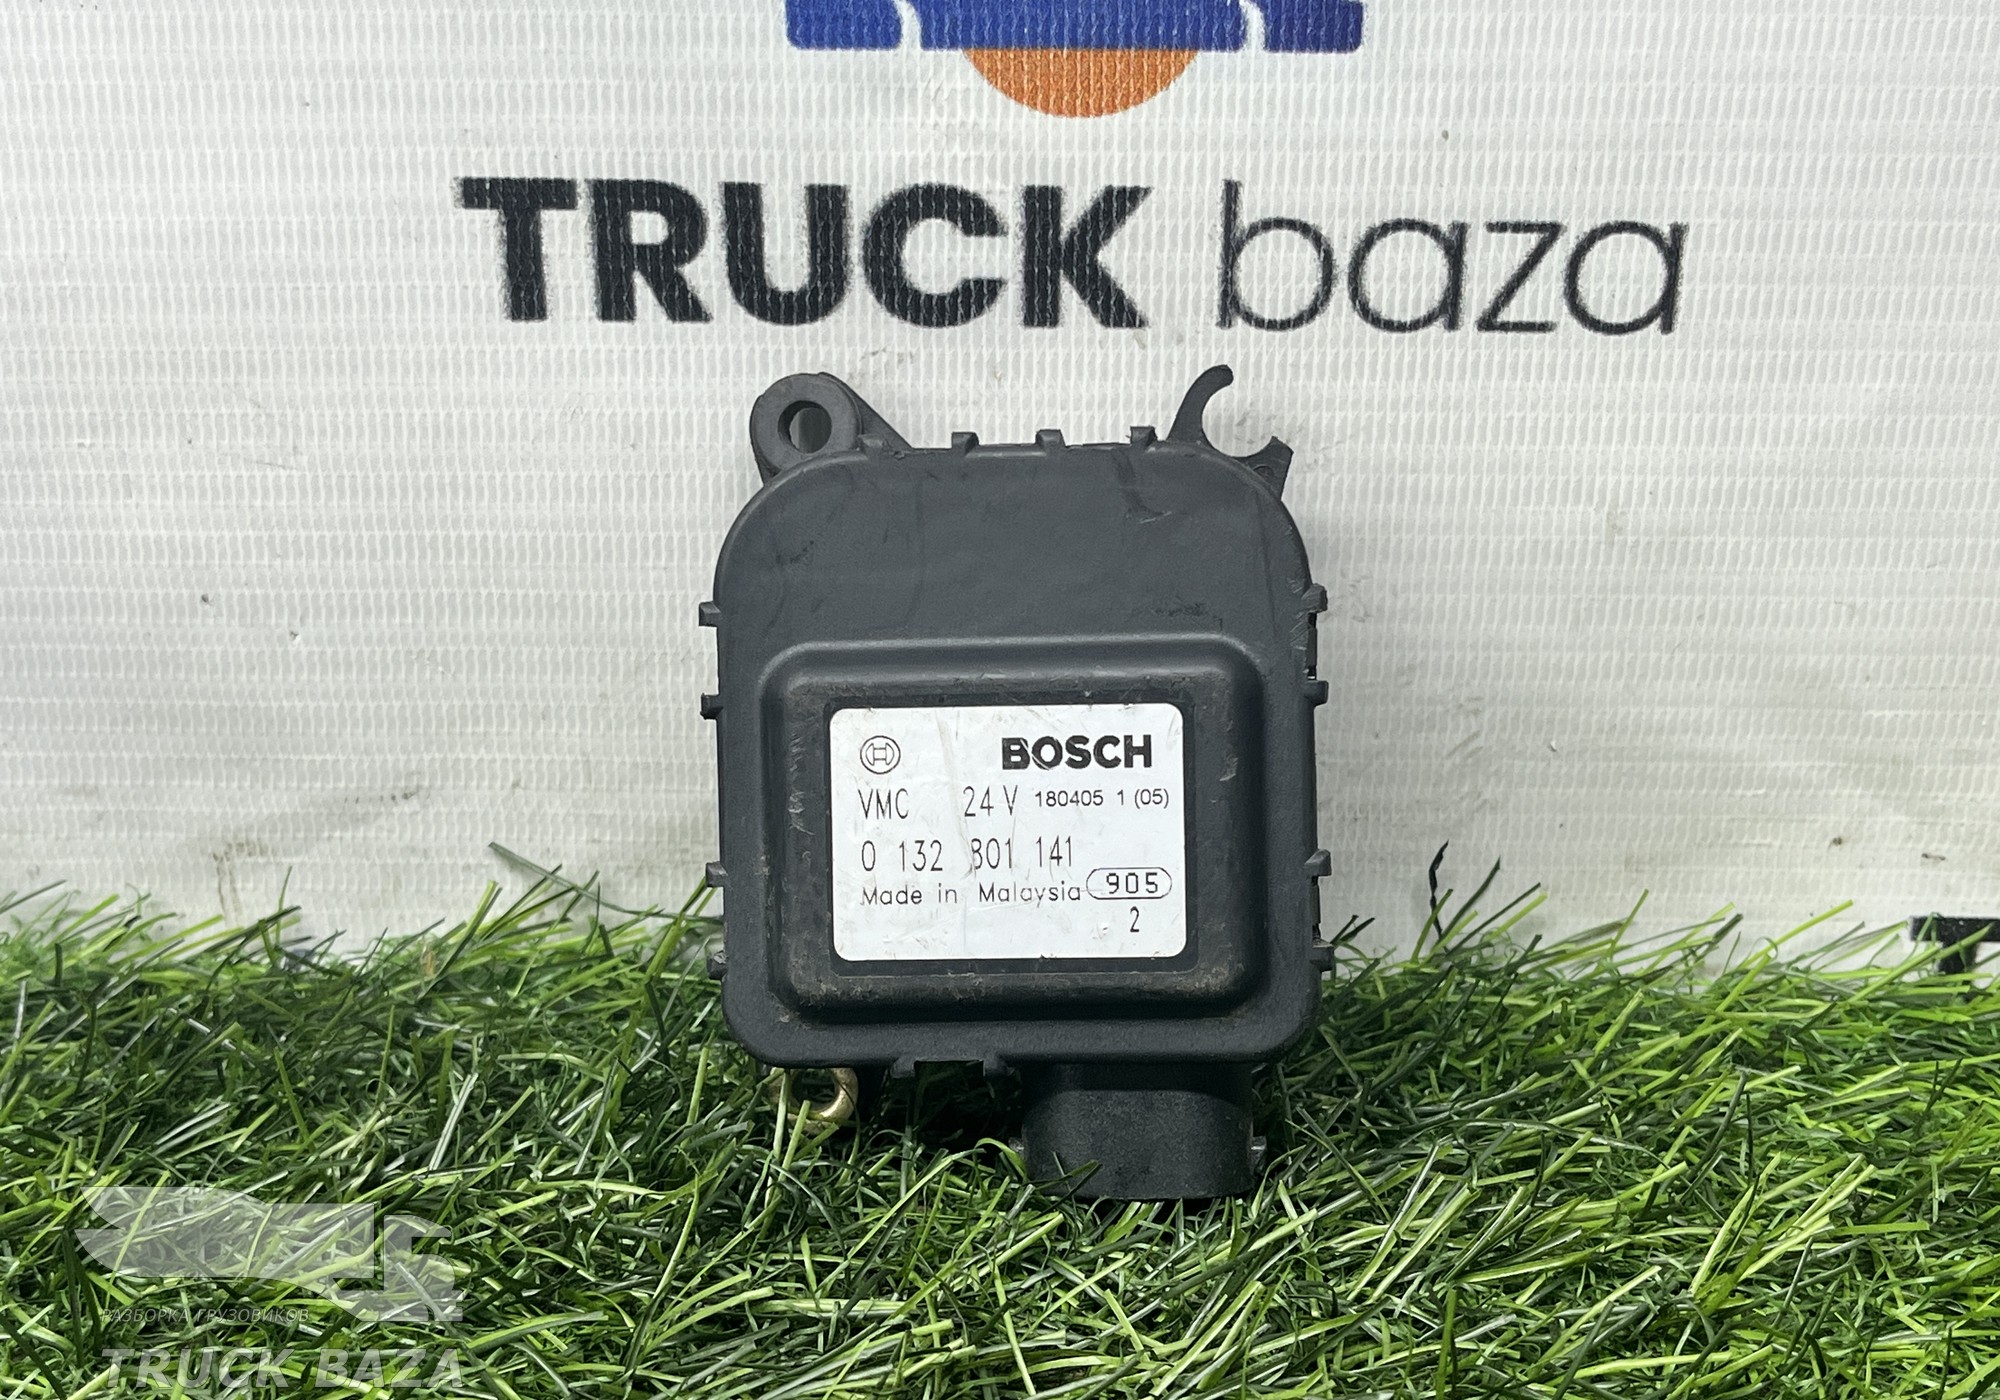 TRUCK baza
BOSCH
VMC 24V 180405 1 (05)
0 132 801 141
Made in Malaysia 905
2
РАЗБОРКА ГРУЗОВИКОВ
TRUCK BAZA